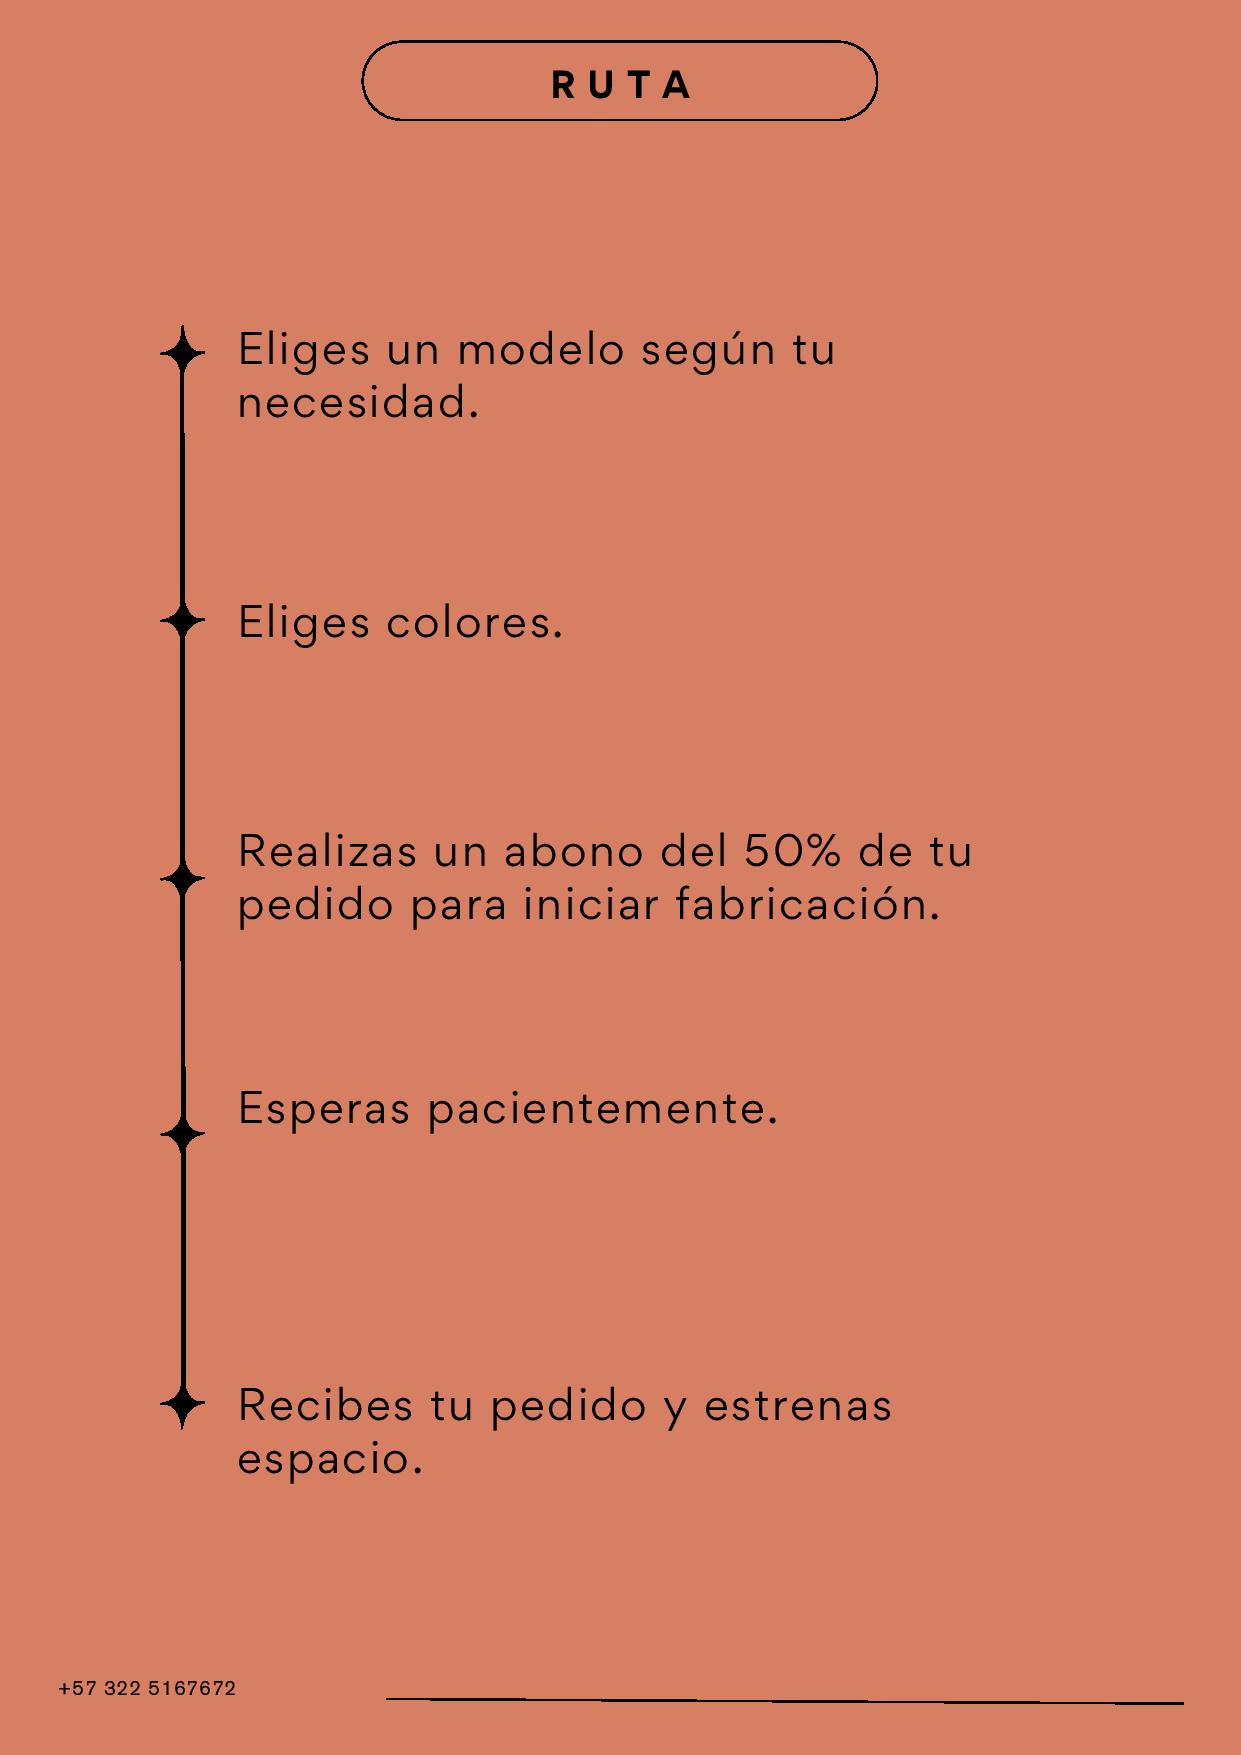 RUTA
Eliges un modelo según tu
necesidad.
Eliges colores.
Realizas un abono del 50% de tu
pedido para iniciar fabricación.
Esperas pacientemente.
Recibes tu pedido y estrenas
espacio.
+57 322 5167672